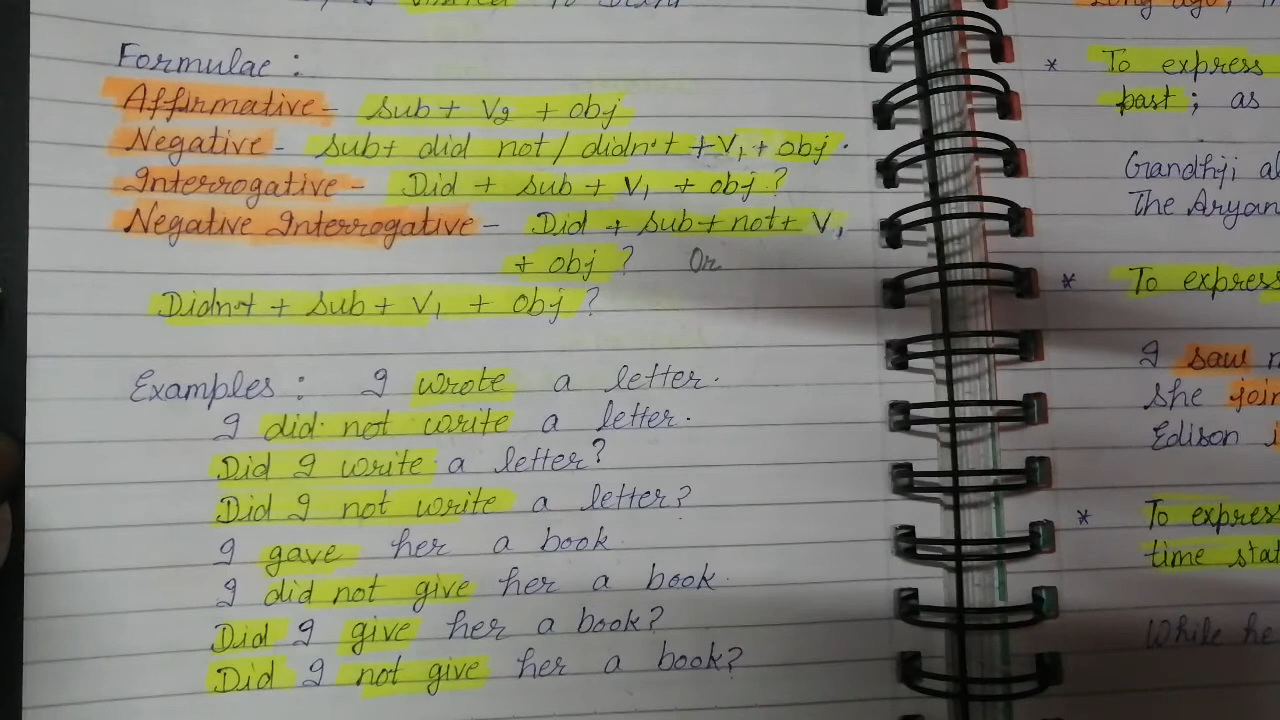 Formulae :
Affirmative - Sub + V2 + obj
Negative - Sub + did not / didn't + V1 + obj.
Interrogative - Did + sub + V1 + obj ?
Negative Interrogative - Did + sub + not + V1
+ obj ? Or
Didn't + sub + V1 + obj ?
Examples : I wrote a letter.
I did not write a letter.
Did I write a letter?
Did I not write a letter?
I gave her a book
I did not give her a book.
Did I give her a book?
Did I not give her a book?
long ago,
* To express
past ; as
Gandhiji
The Aryan
* To express
I saw
She join
Edison
* To express
time
While he